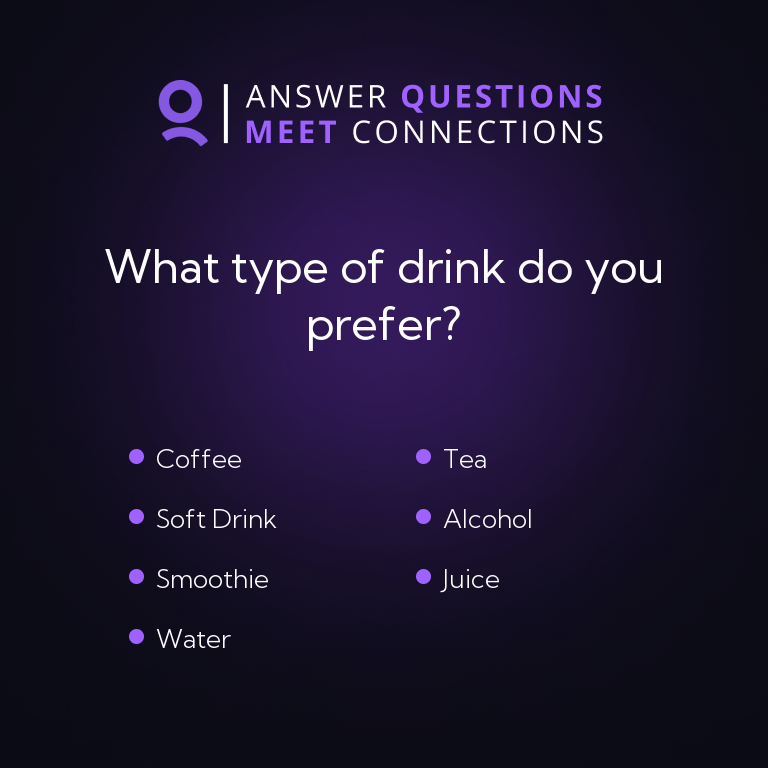 ANSWER QUESTIONS
MEET CONNECTIONS
What type of drink do you
prefer?
Coffee
Tea
Soft Drink
Alcohol
Smoothie
Juice
Water